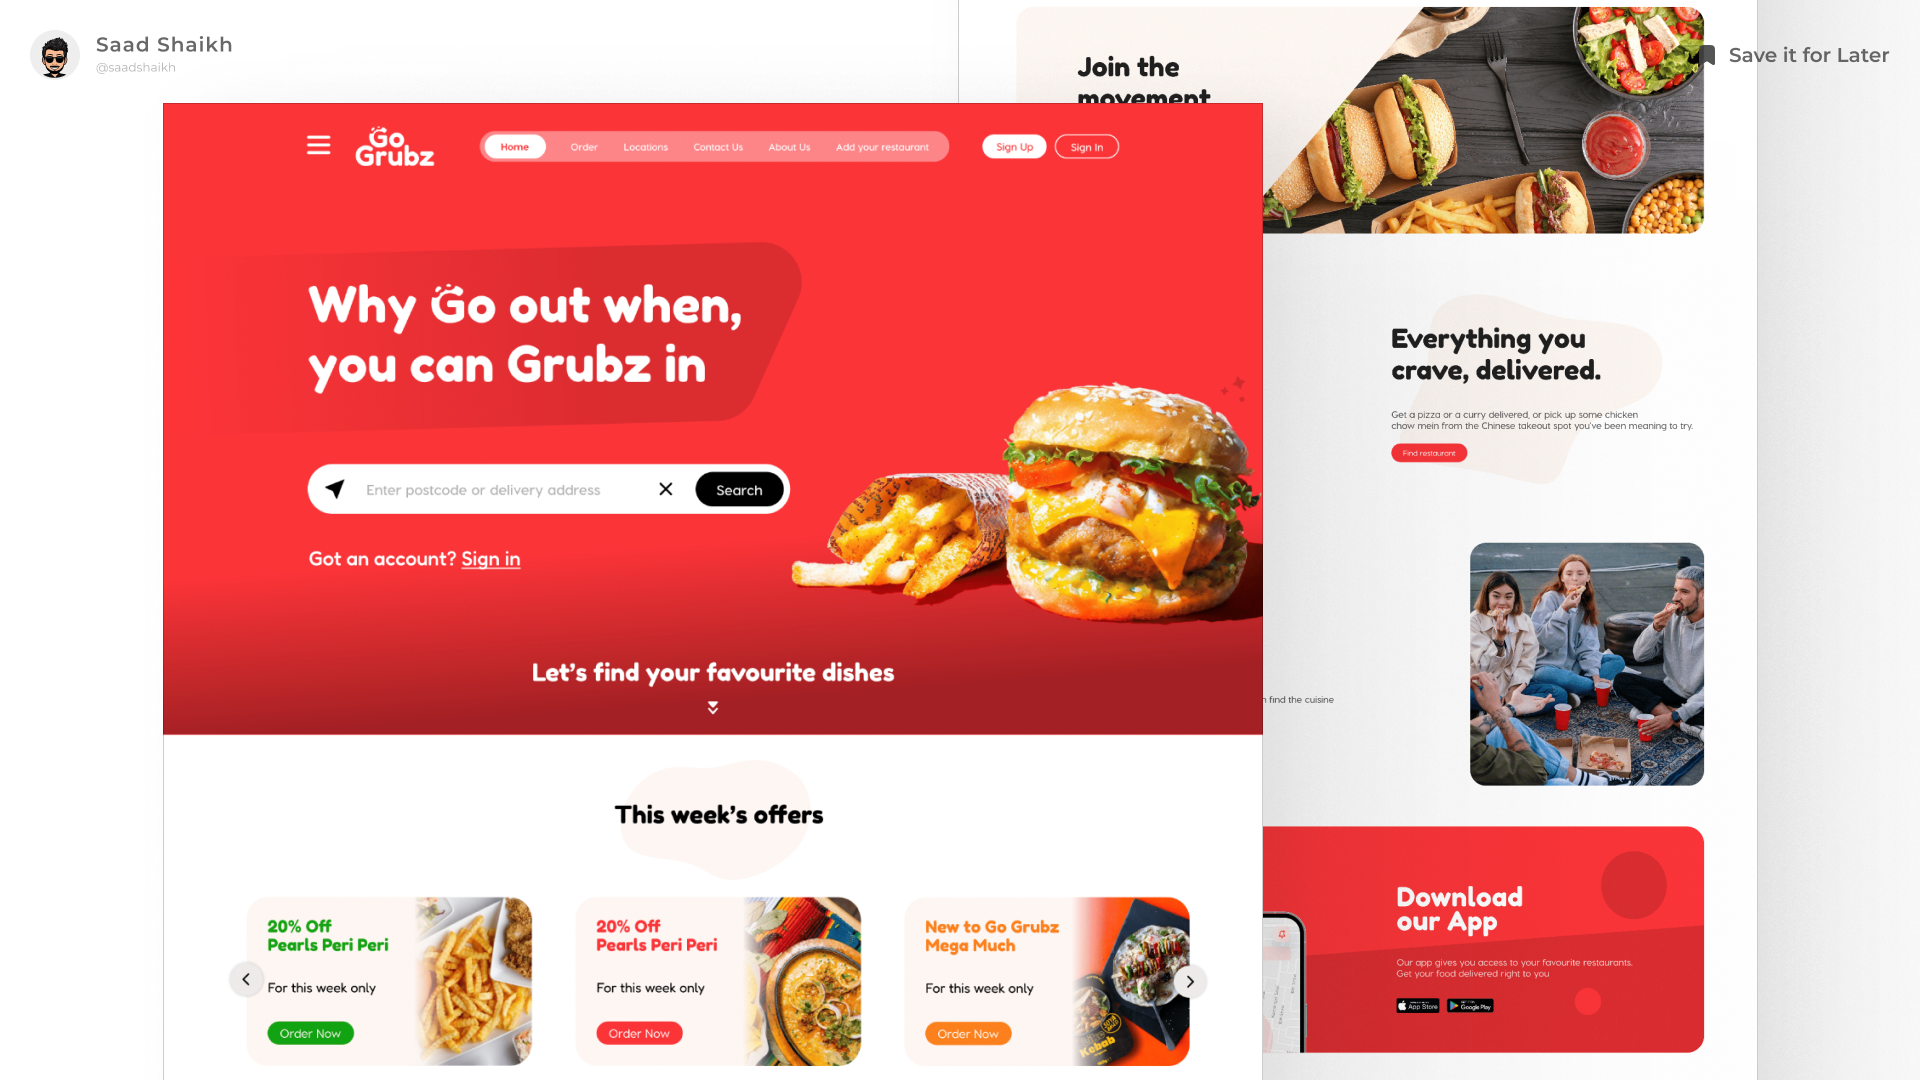 Saad Shaikh
@saadshaikh
Save it for Later
Join the
movement
Go
Grubz
Home
Order
Locations
Contact Us
About Us
Add your restaurant
Sign Up
Sign In
Why Go out when,
you can Grubz in
Enter postcode or delivery address
Search
Got an account? Sign in
Let's find your favourite dishes
Everything you
crave, delivered.
Get a pizza or a curry delivered, or pick up some chicken
chow mein from the Chinese takeout spot you've been meaning to try.
Find restaurant
find the cuisine
This week's offers
20% Off
Pearls Peri Peri
For this week only
Order Now
20% Off
Pearls Peri Peri
For this week only
Order Now
New to Go Grubz
Mega Much
For this week only
Order Now
Kebab
Download
our App
Our app gives you access to your favourite restaurants.
Get your food delivered right to you
App Store
Google Play